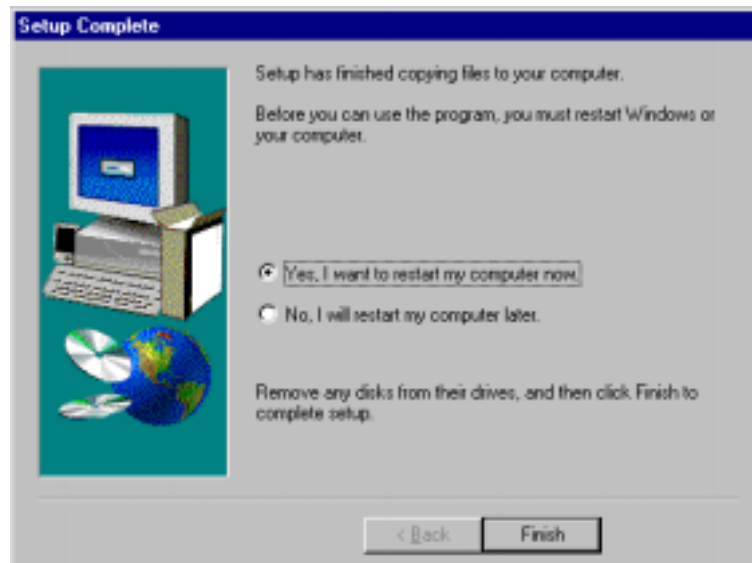 Setup Complete
Setup has finished copying files to your computer.
Before you can use the program, you must restart Windows or
your computer.
Yes, I want to restart my computer now.
No, I will restart my computer later.
Remove any disks from their drives, and then click Finish to
complete setup.
< Back
Finish